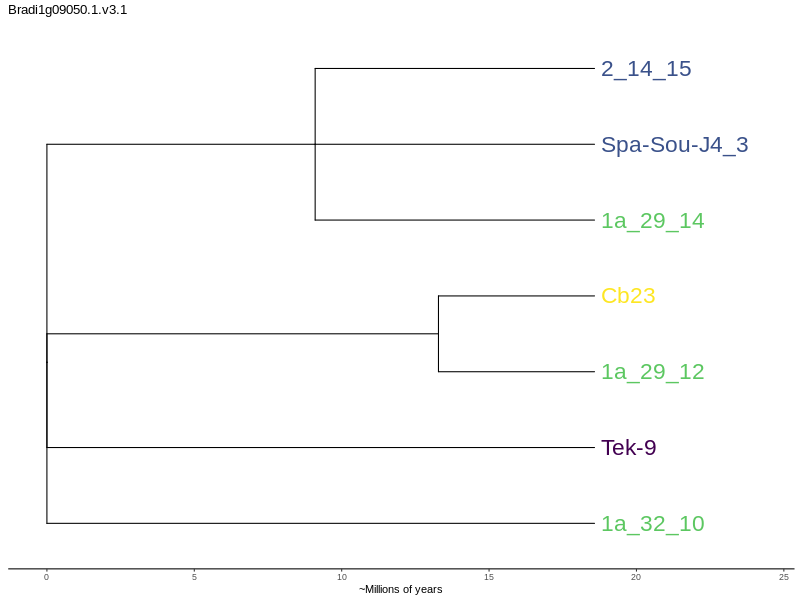 Bradi1g09050.1.v3.1
2_14_15
Spa-Sou-J4_3
1a_29_14
Cb23
1a_29_12
Tek-9
1a_32_10
0 5 10 15 20 25
~Millions of years